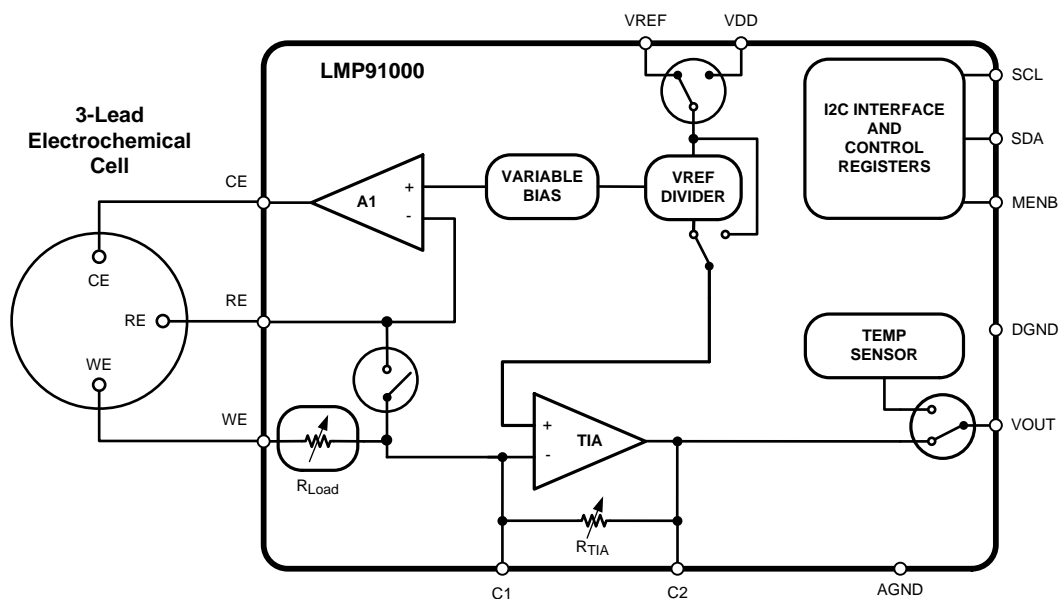 VREF
VDD
LMP91000
SCL
I2C INTERFACE
AND
CONTROL
REGISTERS
SDA
MENB
3-Lead
Electrochemical
Cell
CE
A1
+
-
VARIABLE
BIAS
VREF
DIVIDER
CE
RE
RE
WE
WE
RLoad
+
-
TIA
RTIA
TEMP
SENSOR
DGND
VOUT
C1
C2
AGND